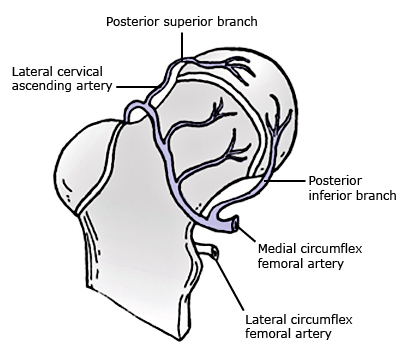 Posterior superior branch
Lateral cervical
ascending artery
Posterior
inferior branch
Medial circumflex
femoral artery
Lateral circumflex
femoral artery